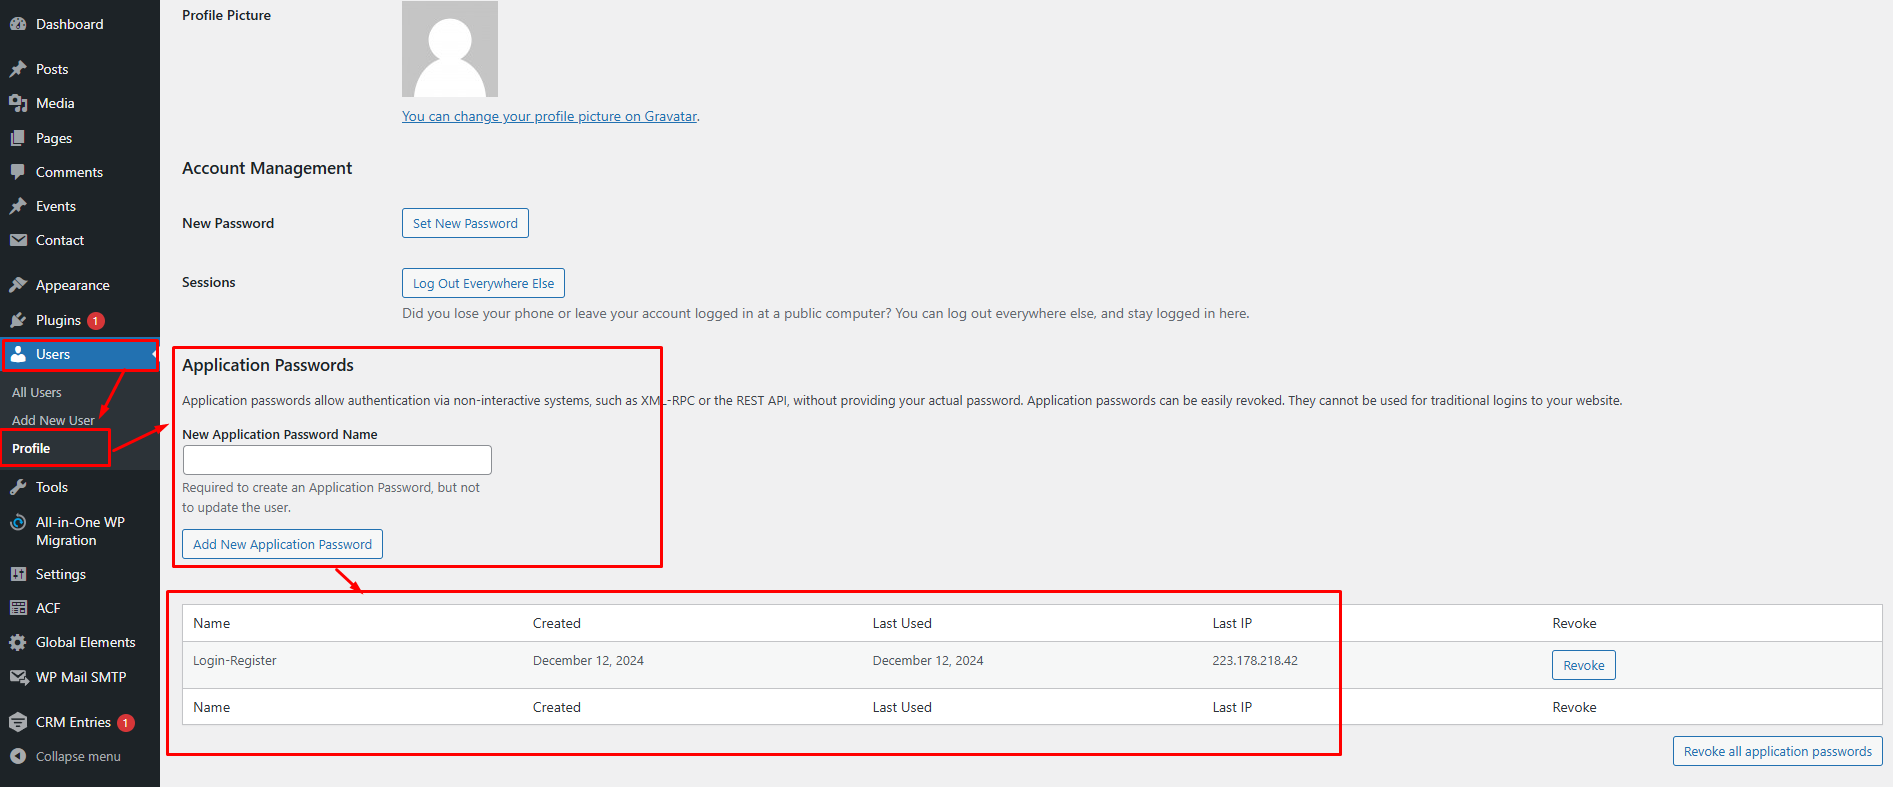 Dashboard
Posts
Media
Pages
Comments
Events
Contact
Appearance
Plugins 1
Users
All Users
Add New User
Profile
Tools
All-in-One WP
Migration
Settings
ACF
Global Elements
WP Mail SMTP
CRM Entries 1
Collapse menu
Profile Picture
You can change your profile picture on Gravatar.
Account Management
New Password
Set New Password
Sessions
Log Out Everywhere Else
Did you lose your phone or leave your account logged in at a public computer? You can log out everywhere else, and stay logged in here.
Application Passwords
Application passwords allow authentication via non-interactive systems, such as XML-RPC or the REST API, without providing your actual password. Application passwords can be easily revoked. They cannot be used for traditional logins to your website.
New Application Password Name
Required to create an Application Password, but not
to update the user.
Add New Application Password
Name Created Last Used Last IP Revoke
Login-Register December 12, 2024 December 12, 2024 223.178.218.42 Revoke
Name Created Last Used Last IP Revoke
Revoke all application passwords